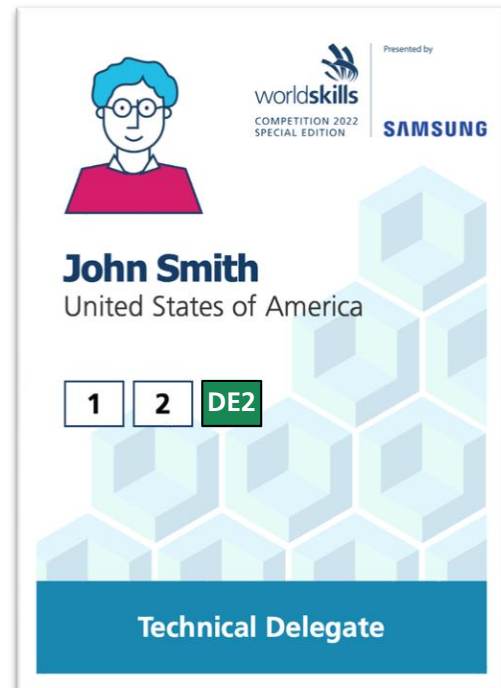 worldskills
COMPETITION 2022
SPECIAL EDITION
Presented by
SAMSUNG
John Smith
United States of America
1 2 DE2
Technical Delegate